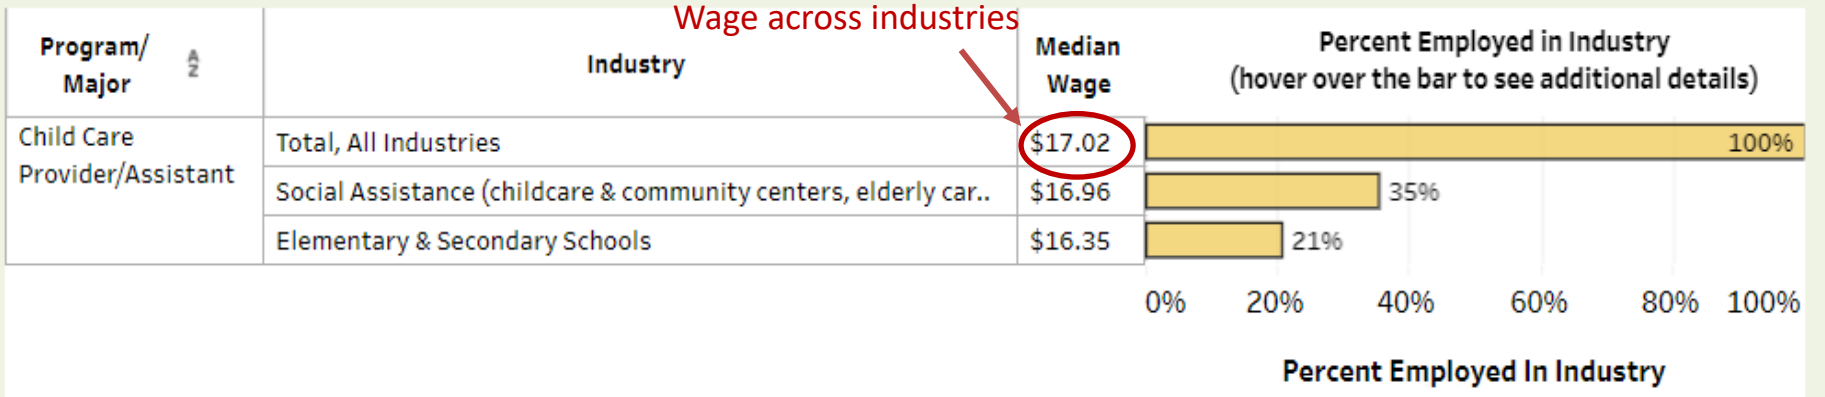 Wage across industries
Program/
Major
Industry
Median
Wage
Percent Employed in Industry
(hover over the bar to see additional details)
Child Care
Provider/Assistant
Total, All Industries
$17.02
100%
Social Assistance (childcare & community centers, elderly car..
$16.96
35%
Elementary & Secondary Schools
$16.35
21%
0% 20% 40% 60% 80% 100%
Percent Employed In Industry